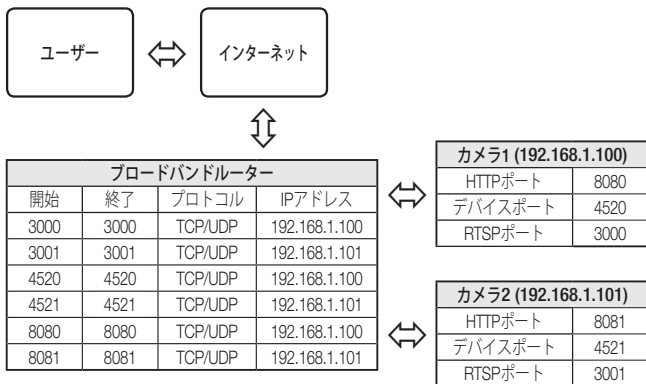 ユーザー
インターネット
ブロードバンドルーター
開始 終了 プロトコル IPアドレス
3000 3000 TCP/UDP 192.168.1.100
3001 3001 TCP/UDP 192.168.1.101
4520 4520 TCP/UDP 192.168.1.100
4521 4521 TCP/UDP 192.168.1.101
8080 8080 TCP/UDP 192.168.1.100
8081 8081 TCP/UDP 192.168.1.101
カメラ1 (192.168.1.100)
HTTPポート 8080
デバイスポート 4520
RTSPポート 3000
カメラ2 (192.168.1.101)
HTTPポート 8081
デバイスポート 4521
RTSPポート 3001